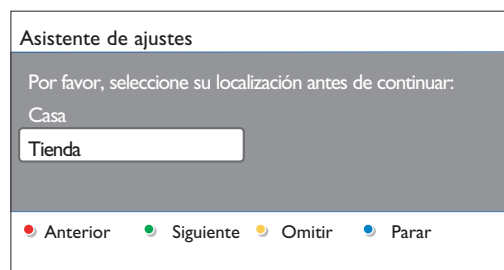 Asistente de ajustes
Por favor, seleccione su localización antes de continuar:
Casa
Tienda
Anterior Siguiente Omitir Parar